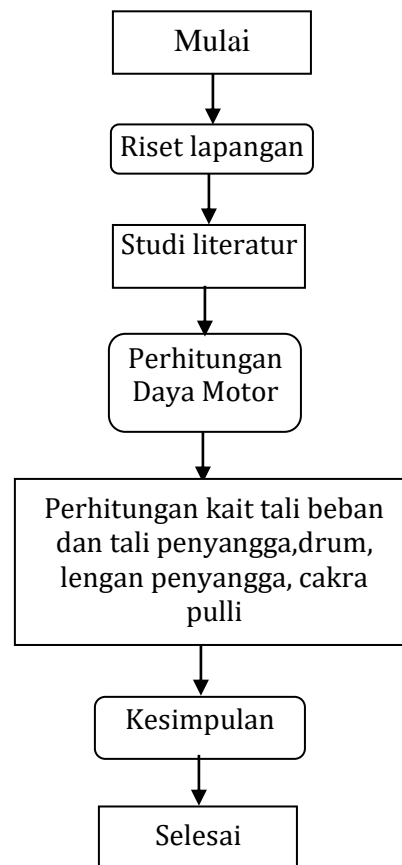 Mulai
Riset lapangan
Studi literatur
Perhitungan
Daya Motor
Perhitungan kait tali beban
dan tali penyangga,drum,
lengan penyangga, cakra
pulli
Kesimpulan
Selesai